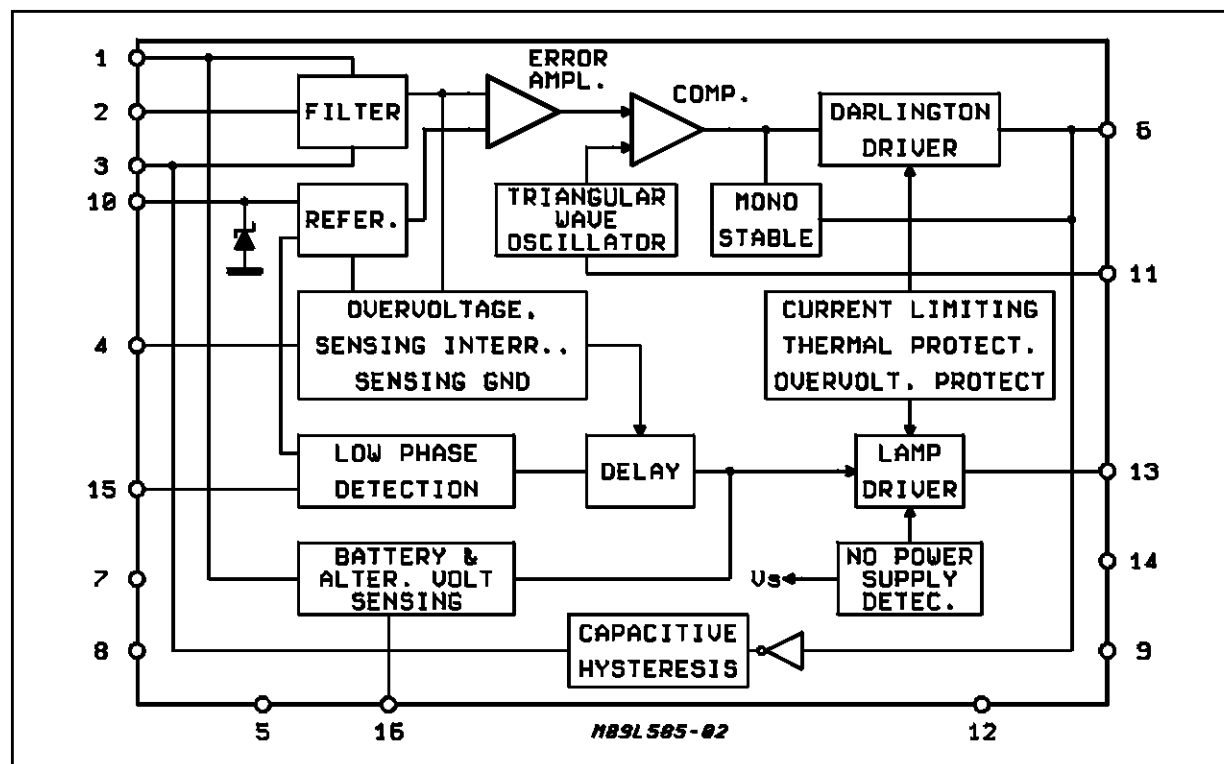 1
2
3
10
4
15
7
8
5
16
12
6
11
13
14
9
FILTER
REFER.
ERROR
AMPL.
COMP.
TRIANGULAR
WAVE
OSCILLATOR
MONO
STABLE
DARLINGTON
DRIVER
OVERVOLTAGE,
SENSING INTERR.,
SENSING GND
CURRENT LIMITING
THERMAL PROTECT.
OVERVOLT. PROTECT
LOW PHASE
DETECTION
DELAY
LAMP
DRIVER
BATTERY &
ALTER. VOLT
SENSING
Vs
NO POWER
SUPPLY
DETEC.
CAPACITIVE
HYSTERESIS
M89L585-02